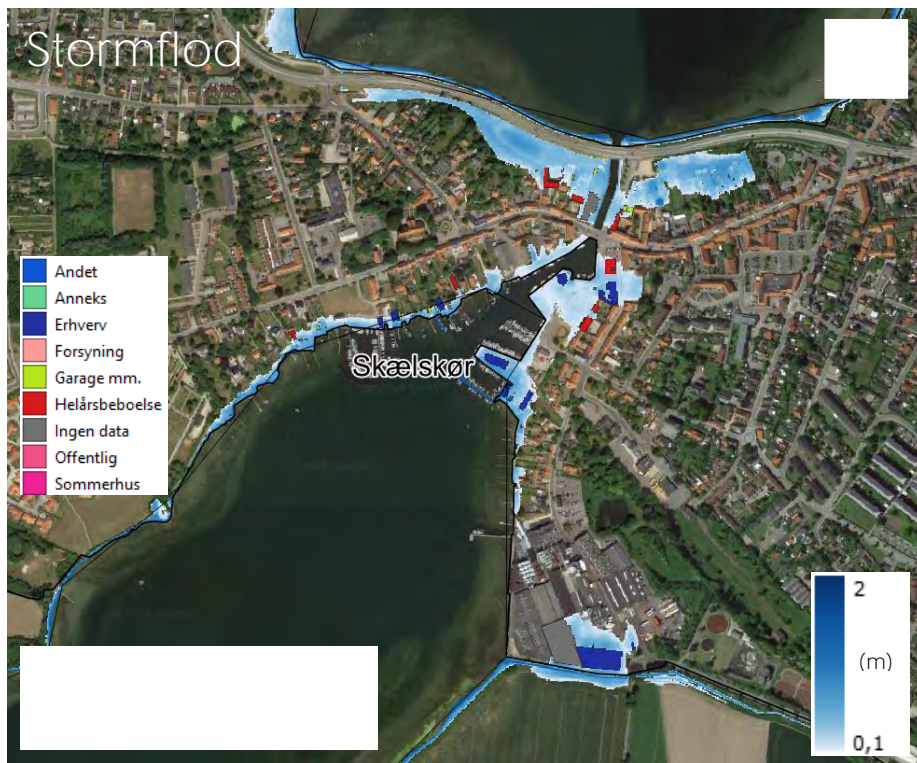 Stormflod
Andet
Anneks
Erhverv
Forsyning
Garage mm.
Helårsbeboelse
Ingen data
Offentlig
Sommerhus
Skælskør
2
(m)
0,1